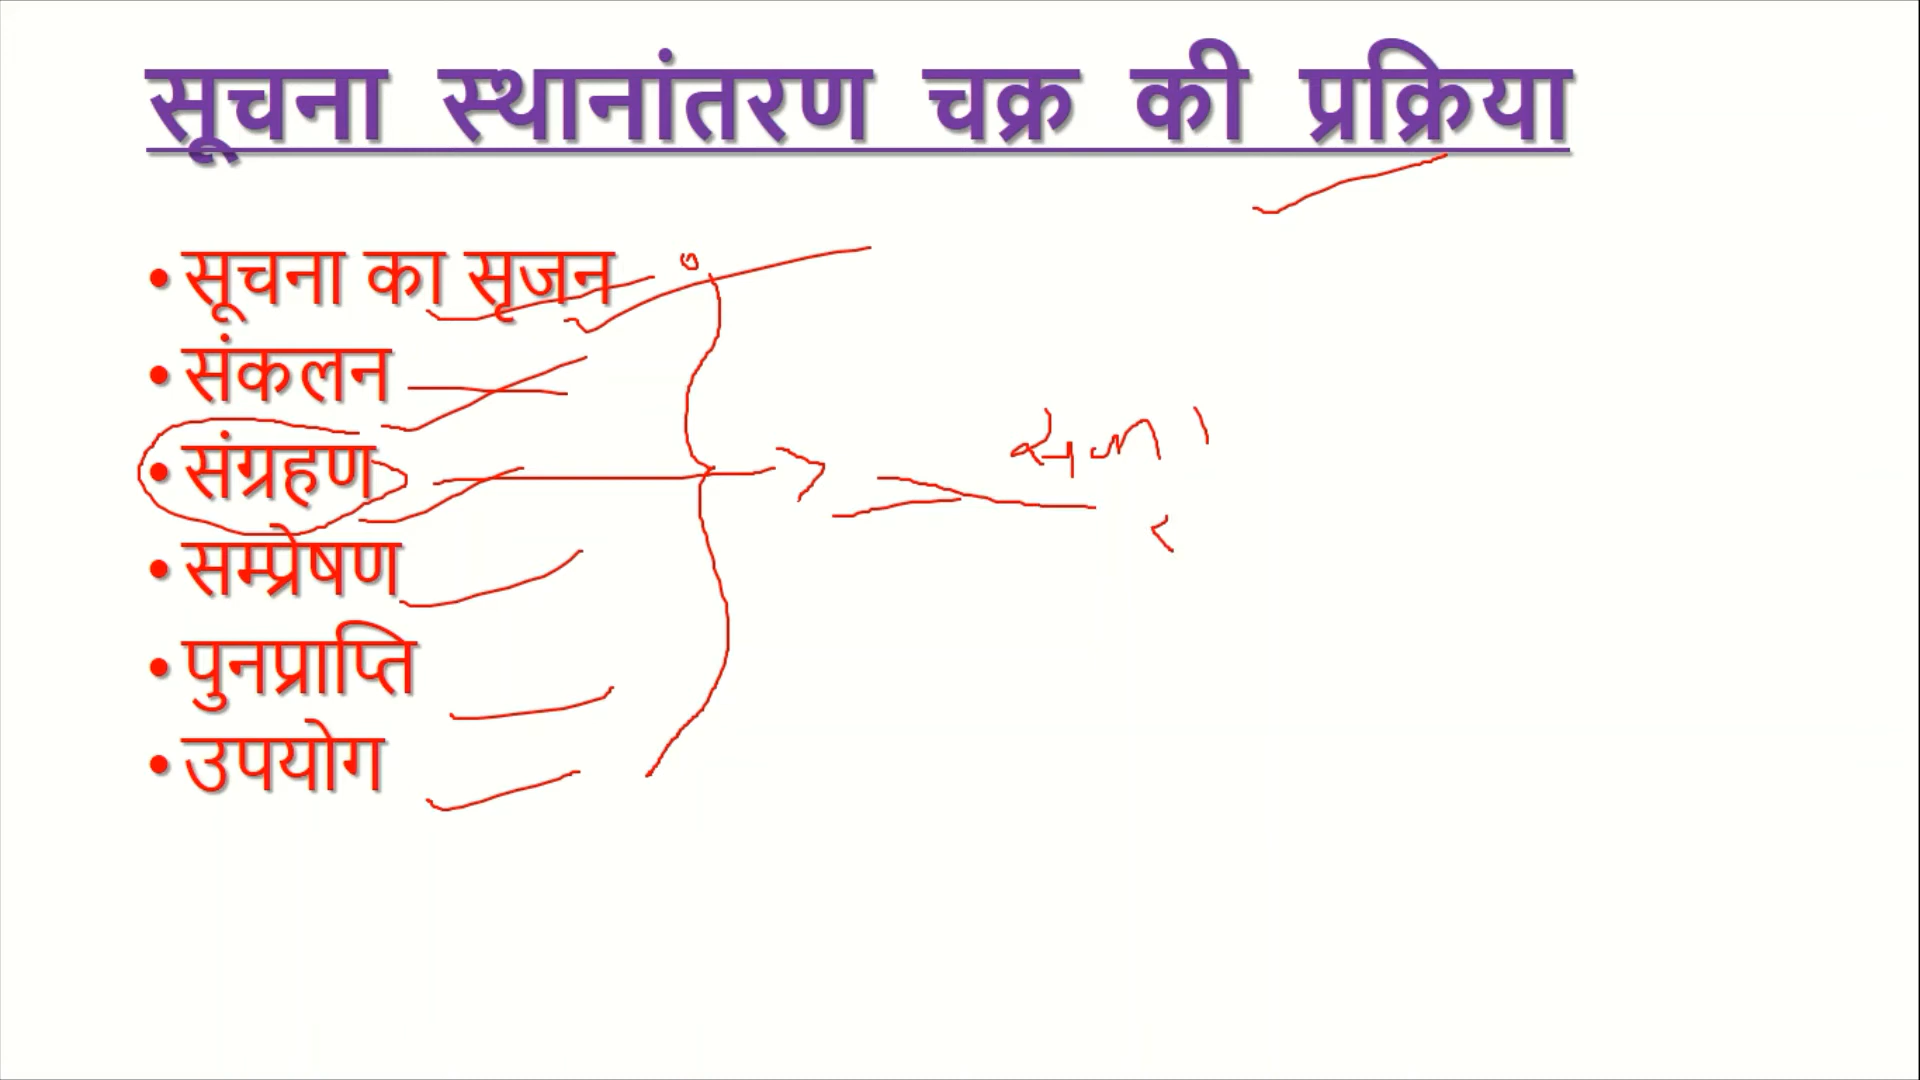 सूचना स्थानांतरण चक्र की प्रक्रिया
• सूचना का सृजन
• संकलन
• संग्रहण
• सम्प्रेषण
• पुनप्राप्ति
• उपयोग